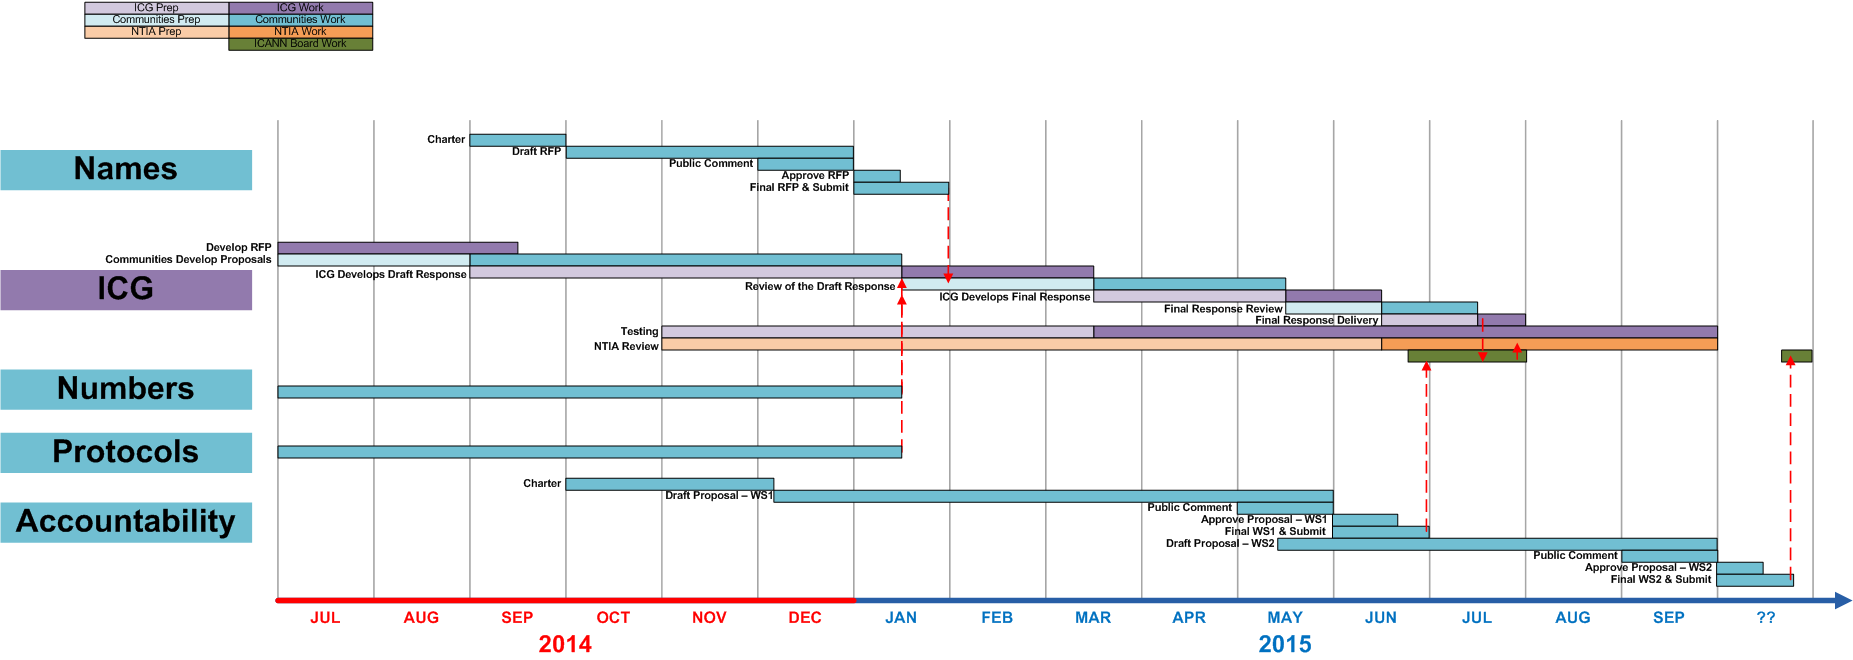 ICG Prep ICG Work
Communities Prep Communities Work
NTIA Prep NTIA Work
ICANN Board Work
Names
Charter
Draft RFP
Public Comment
Approve RFP
Final RFP & Submit
ICG
Develop RFP
Communities Develop Proposals
ICG Develops Draft Response
Review of the Draft Response
ICG Develops Final Response
Final Response Review
Final Response Delivery
Testing
NTIA Review
Numbers
Protocols
Accountability
Charter
Draft Proposal – WS1
Public Comment
Approve Proposal – WS1
Final WS1 & Submit
Draft Proposal – WS2
Public Comment
Approve Proposal – WS2
Final WS2 & Submit
JUL AUG SEP OCT NOV DEC JAN FEB MAR APR MAY JUN JUL AUG SEP ??
2014 2015